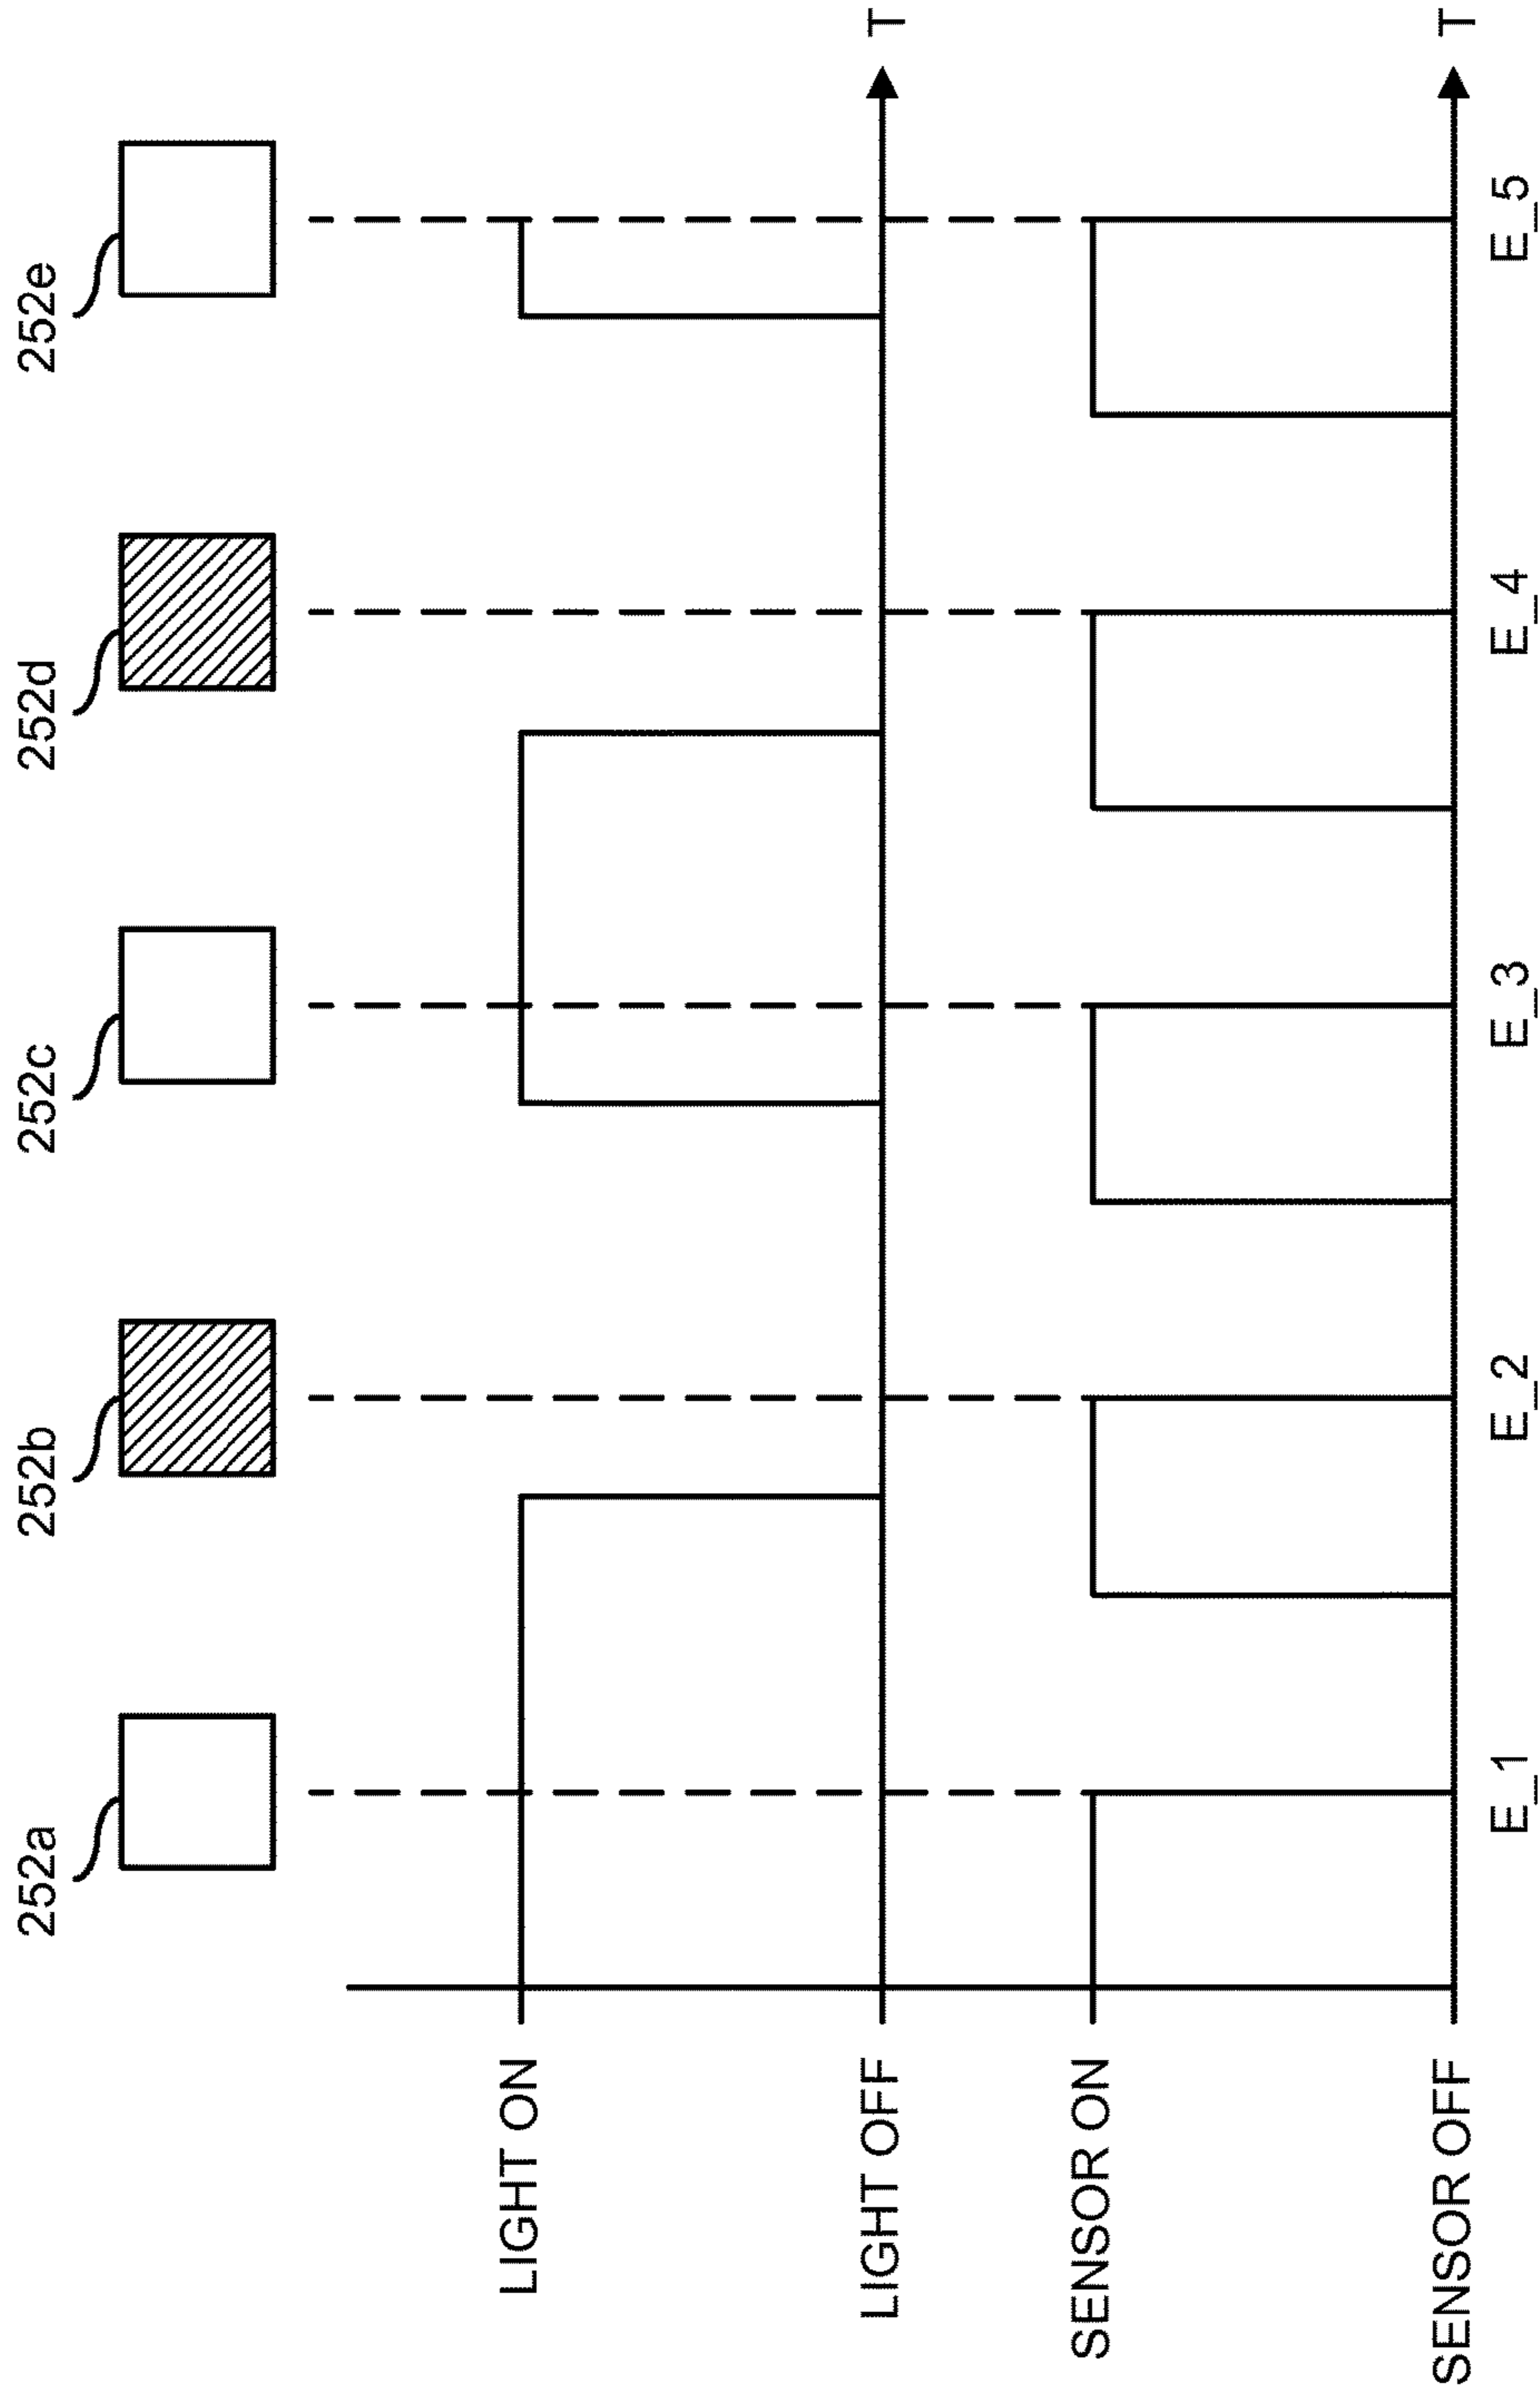 252a
252b
252c
252d
252e
LIGHT ON
LIGHT OFF
T
SENSOR ON
SENSOR OFF
T
E_1
E_2
E_3
E_4
E_5